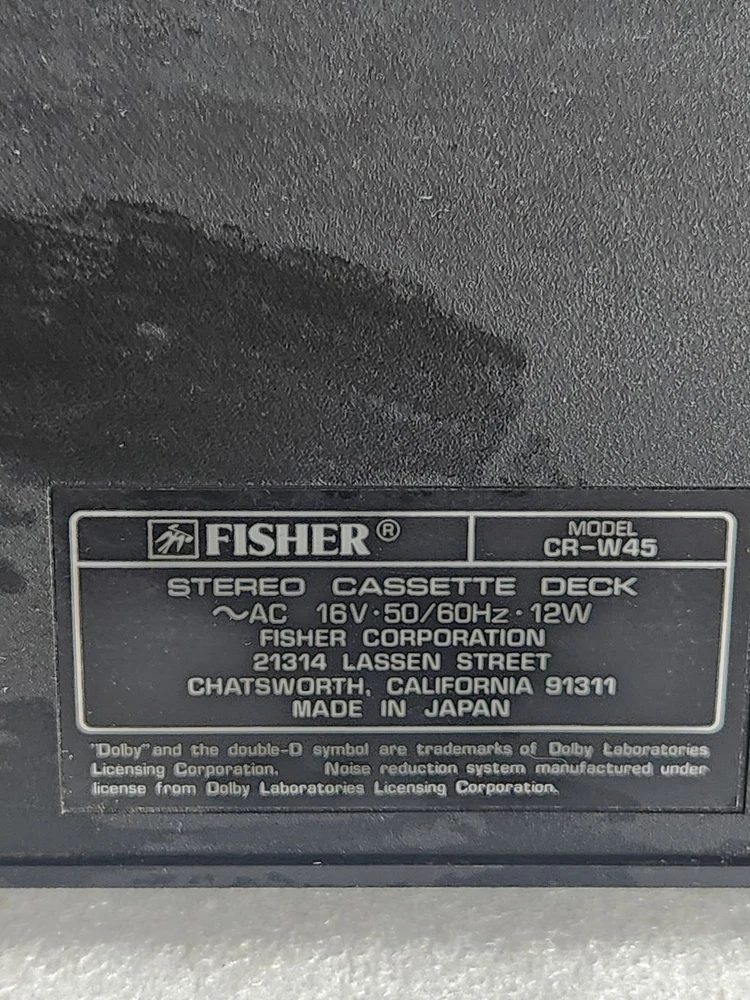 FISHER®
MODEL
CR-W45
STEREO CASSETTE DECK
~AC 16V·50/60Hz·12W
FISHER CORPORATION
21314 LASSEN STREET
CHATSWORTH, CALIFORNIA 91311
MADE IN JAPAN
"Dolby" and the double-D symbol are trademarks of Dolby Laboratories
Licensing Corporation. Noise reduction system manufactured under
license from Dolby Laboratories Licensing Corporation.